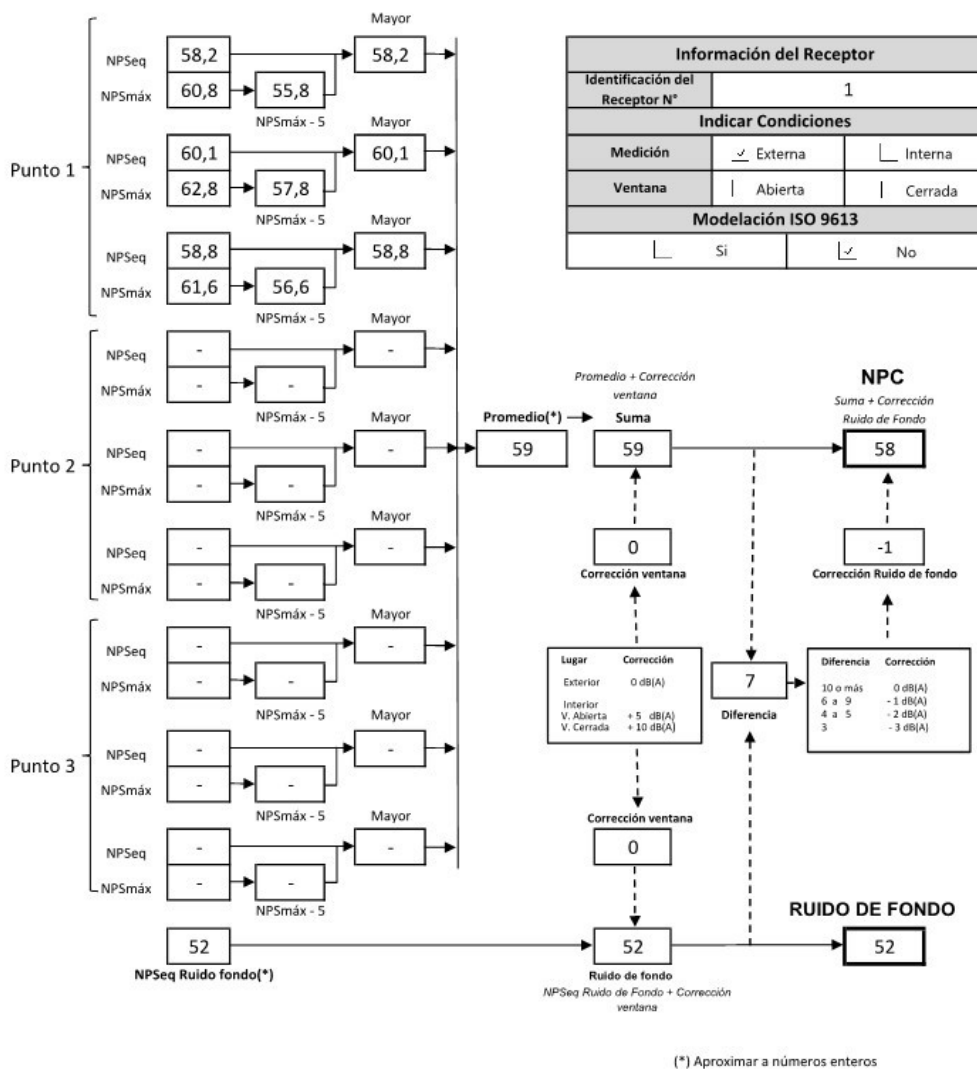 Mayor
NPSeq 58,2 58,2
NPSmáx 60,8 55,8
NPSmáx - 5
Mayor
Punto 1
NPSeq 60,1 60,1
NPSmáx 62,8 57,8
NPSmáx - 5
Mayor
NPSeq 58,8 58,8
NPSmáx 61,6 56,6
NPSmáx - 5
Información del Receptor
Identificación del
Receptor N°
1
Indicar Condiciones
Medición ✓ Externa Interna
Ventana Abierta Cerrada
Modelación ISO 9613
Si ✓ No
Mayor
NPSeq - -
NPSmáx - -
NPSmáx - 5
Mayor
Punto 2
NPSeq - -
NPSmáx - -
NPSmáx - 5
Mayor
NPSeq - -
NPSmáx - -
NPSmáx - 5
Mayor
NPSeq - -
NPSmáx - -
NPSmáx - 5
Mayor
Punto 3
NPSeq - -
NPSmáx - -
NPSmáx - 5
Mayor
NPSeq - -
NPSmáx - -
NPSmáx - 5
Promedio(*)
59
Promedio + Corrección
ventana
Suma
59
NPC
Suma + Corrección
Ruido de Fondo
58
0
Corrección ventana
-1
Corrección Ruido de fondo
Lugar Corrección
Exterior 0 dB(A)
Interior
V. Abierta + 5 dB(A)
V. Cerrada + 10 dB(A)
7
Diferencia
Diferencia Corrección
10 o más 0 dB(A)
6 a 9 - 1 dB(A)
4 a 5 - 2 dB(A)
3 - 3 dB(A)
Corrección ventana
0
RUIDO DE FONDO
52 52 52
NPSeq Ruido fondo(*)
Ruido de fondo
NPSeq Ruido de Fondo + Corrección
ventana
(*) Aproximar a números enteros